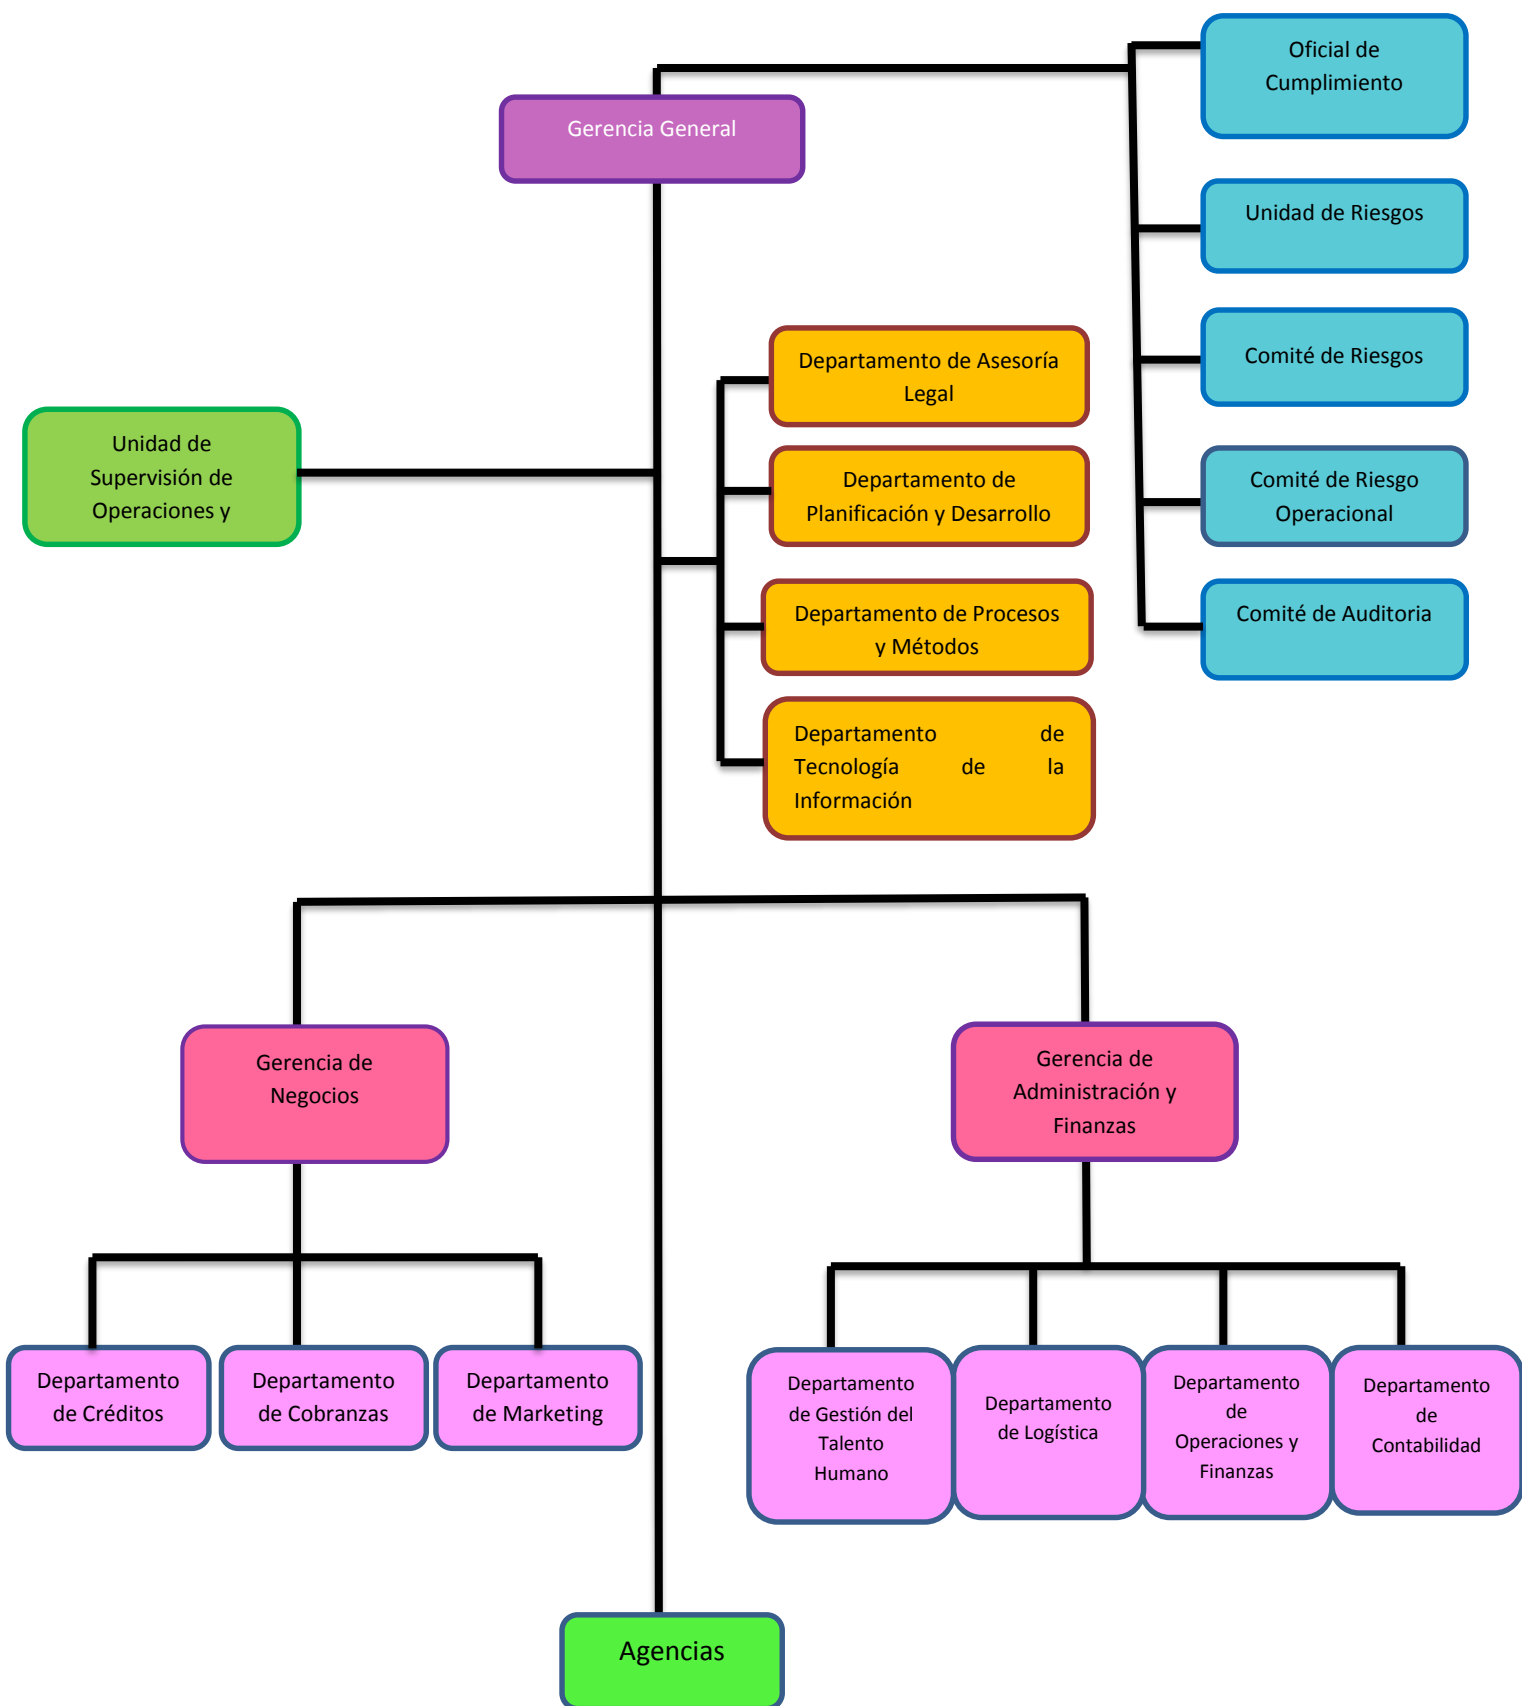 Oficial de
Cumplimiento
Gerencia General
Unidad de Riesgos
Departamento de Asesoría
Legal
Comité de Riesgos
Unidad de
Supervisión de
Operaciones y
Departamento de
Planificación y Desarrollo
Comité de Riesgo
Operacional
Departamento de Procesos
y Métodos
Comité de Auditoria
Departamento de
Tecnología de la
Información
Gerencia de
Negocios
Gerencia de
Administración y
Finanzas
Departamento
de Créditos
Departamento
de Cobranzas
Departamento
de Marketing
Departamento
de Gestión del
Talento
Humano
Departamento
de Logística
Departamento
de
Operaciones y
Finanzas
Departamento
de
Contabilidad
Agencias